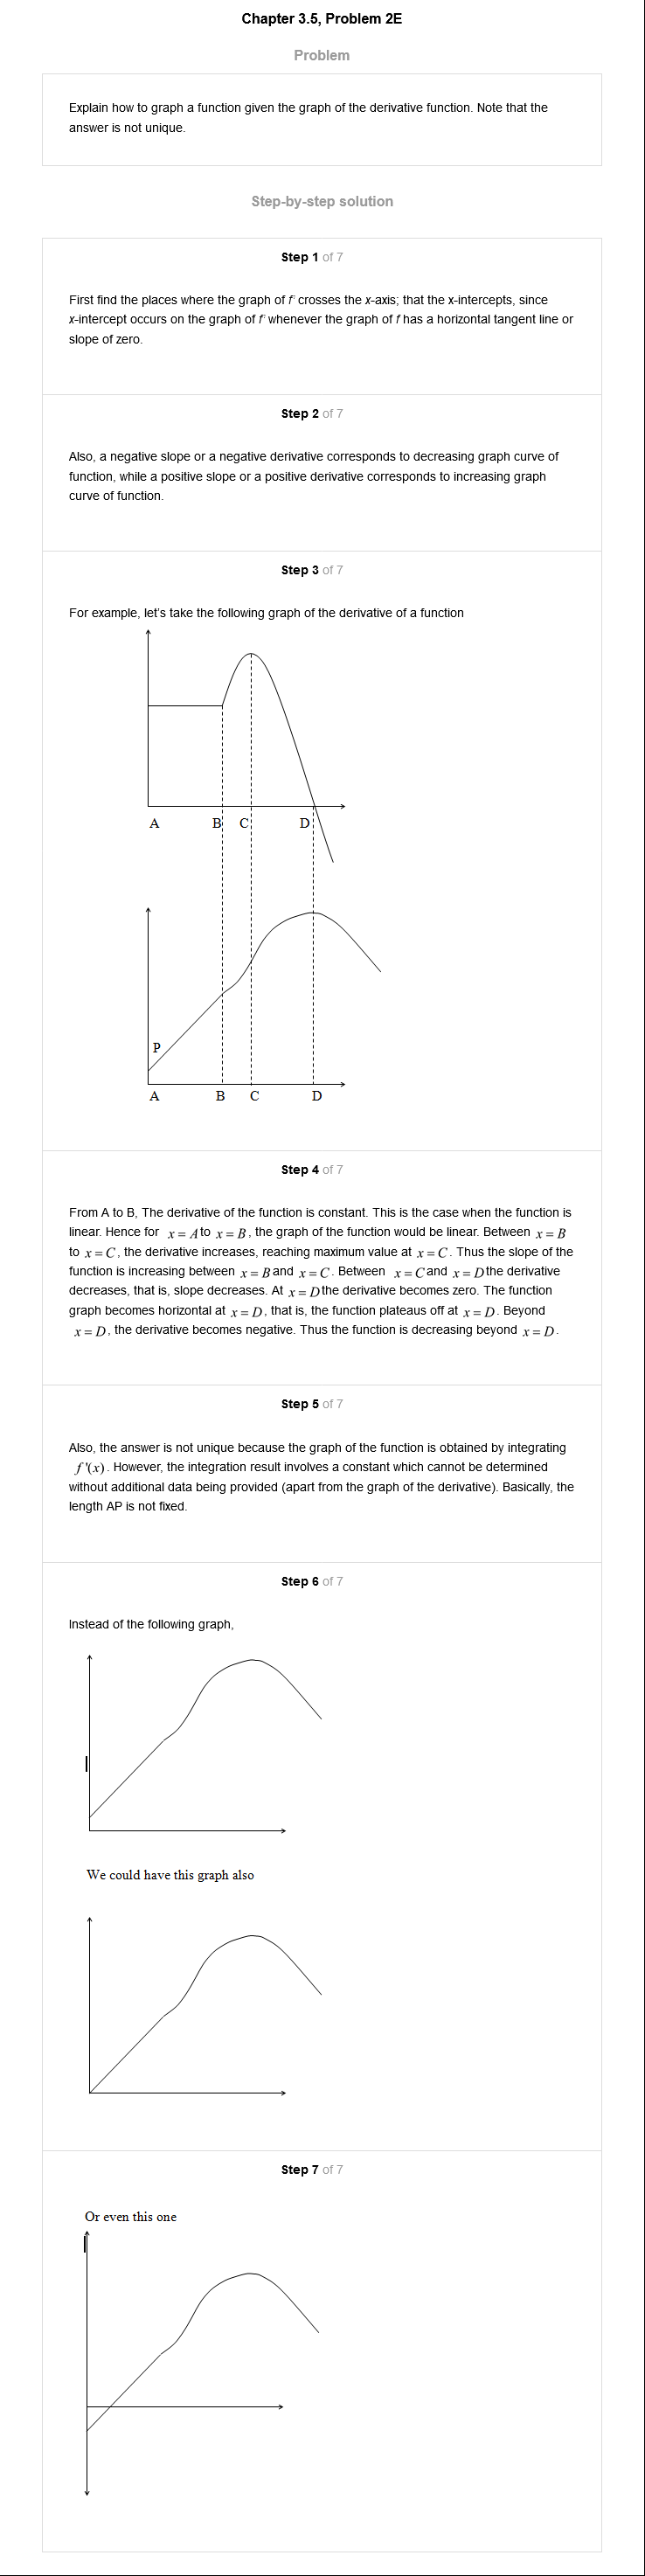 Chapter 3.5, Problem 2E
Problem
Explain how to graph a function given the graph of the derivative function. Note that the
answer is not unique.
Step-by-step solution
Step 1 of 7
First find the places where the graph of f' crosses the x-axis; that the x-intercepts, since
x-intercept occurs on the graph of f' whenever the graph of f has a horizontal tangent line or
slope of zero.
Step 2 of 7
Also, a negative slope or a negative derivative corresponds to decreasing graph curve of
function, while a positive slope or a positive derivative corresponds to increasing graph
curve of function.
Step 3 of 7
For example, let's take the following graph of the derivative of a function
A B C D
P
A B C D
Step 4 of 7
From A to B, The derivative of the function is constant. This is the case when the function is
linear. Hence for x = A to x = B, the graph of the function would be linear. Between x = B
to x = C, the derivative increases, reaching maximum value at x = C. Thus the slope of the
function is increasing between x = B and x = C. Between x = C and x = D the derivative
decreases, that is, slope decreases. At x = D the derivative becomes zero. The function
graph becomes horizontal at x = D, that is, the function plateaus off at x = D. Beyond
x = D, the derivative becomes negative. Thus the function is decreasing beyond x = D.
Step 5 of 7
Also, the answer is not unique because the graph of the function is obtained by integrating
f'(x). However, the integration result involves a constant which cannot be determined
without additional data being provided (apart from the graph of the derivative). Basically, the
length AP is not fixed.
Step 6 of 7
Instead of the following graph,
We could have this graph also
Step 7 of 7
Or even this one